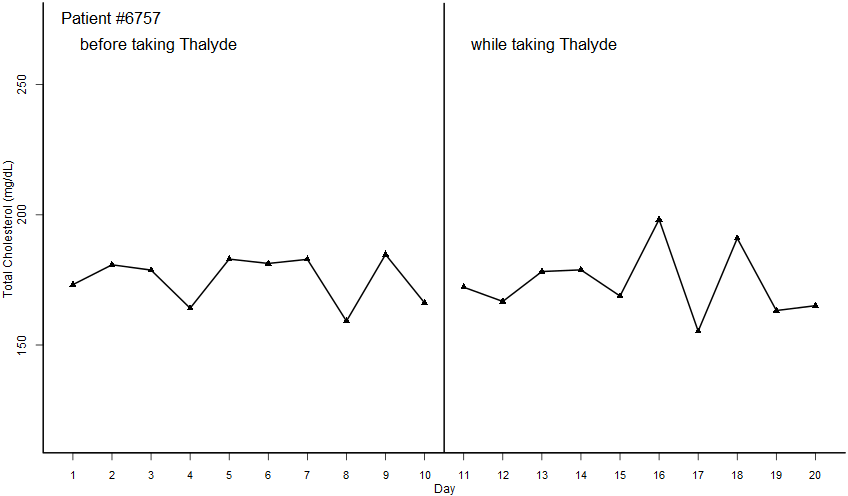 Patient #6757
before taking Thalyde
while taking Thalyde
250
200
150
Total Cholesterol (mg/dL)
1 2 3 4 5 6 7 8 9 10 11 12 13 14 15 16 17 18 19 20
Day